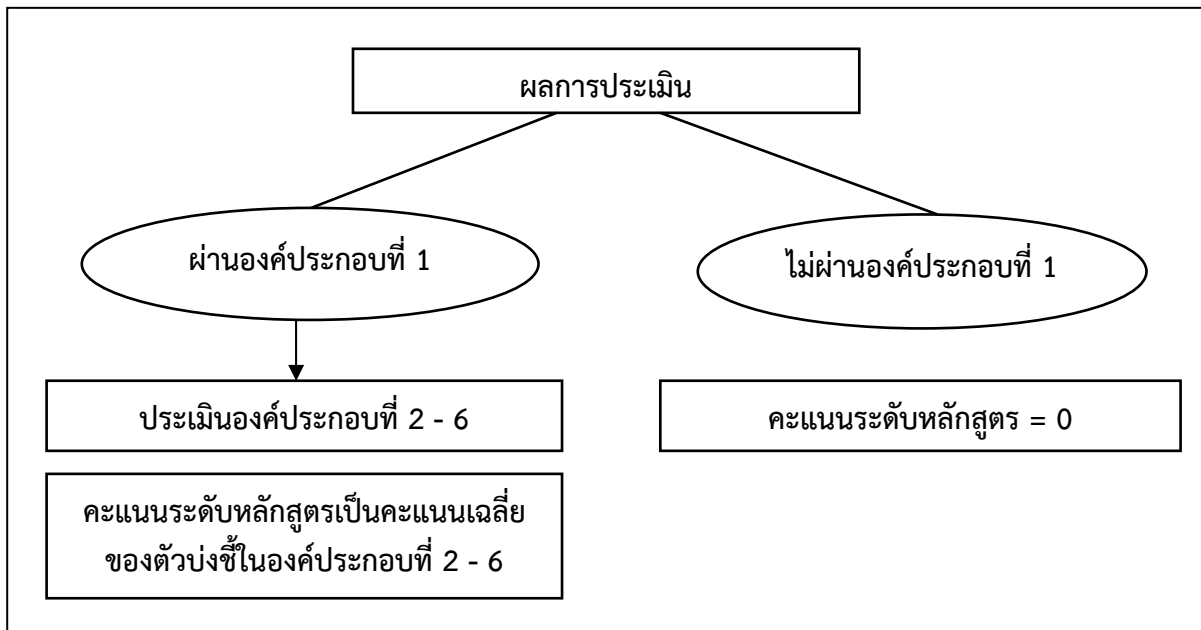 ผลการประเมิน
ผ่านองค์ประกอบที่ 1
ไม่ผ่านองค์ประกอบที่ 1
ประเมินองค์ประกอบที่ 2 - 6
คะแนนระดับหลักสูตร = 0
คะแนนระดับหลักสูตรเป็นคะแนนเฉลี่ย
ของตัวบ่งชี้ในองค์ประกอบที่ 2 - 6